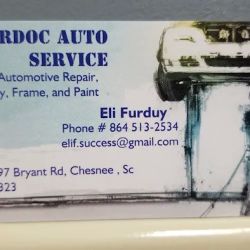 RDOC AUTO
SERVICE
Automotive Repair,
y, Frame, and Paint
Eli Furduy
Phone # 864 513-2534
elif.success@gmail.com
97 Bryant Rd, Chesnee , Sc
323